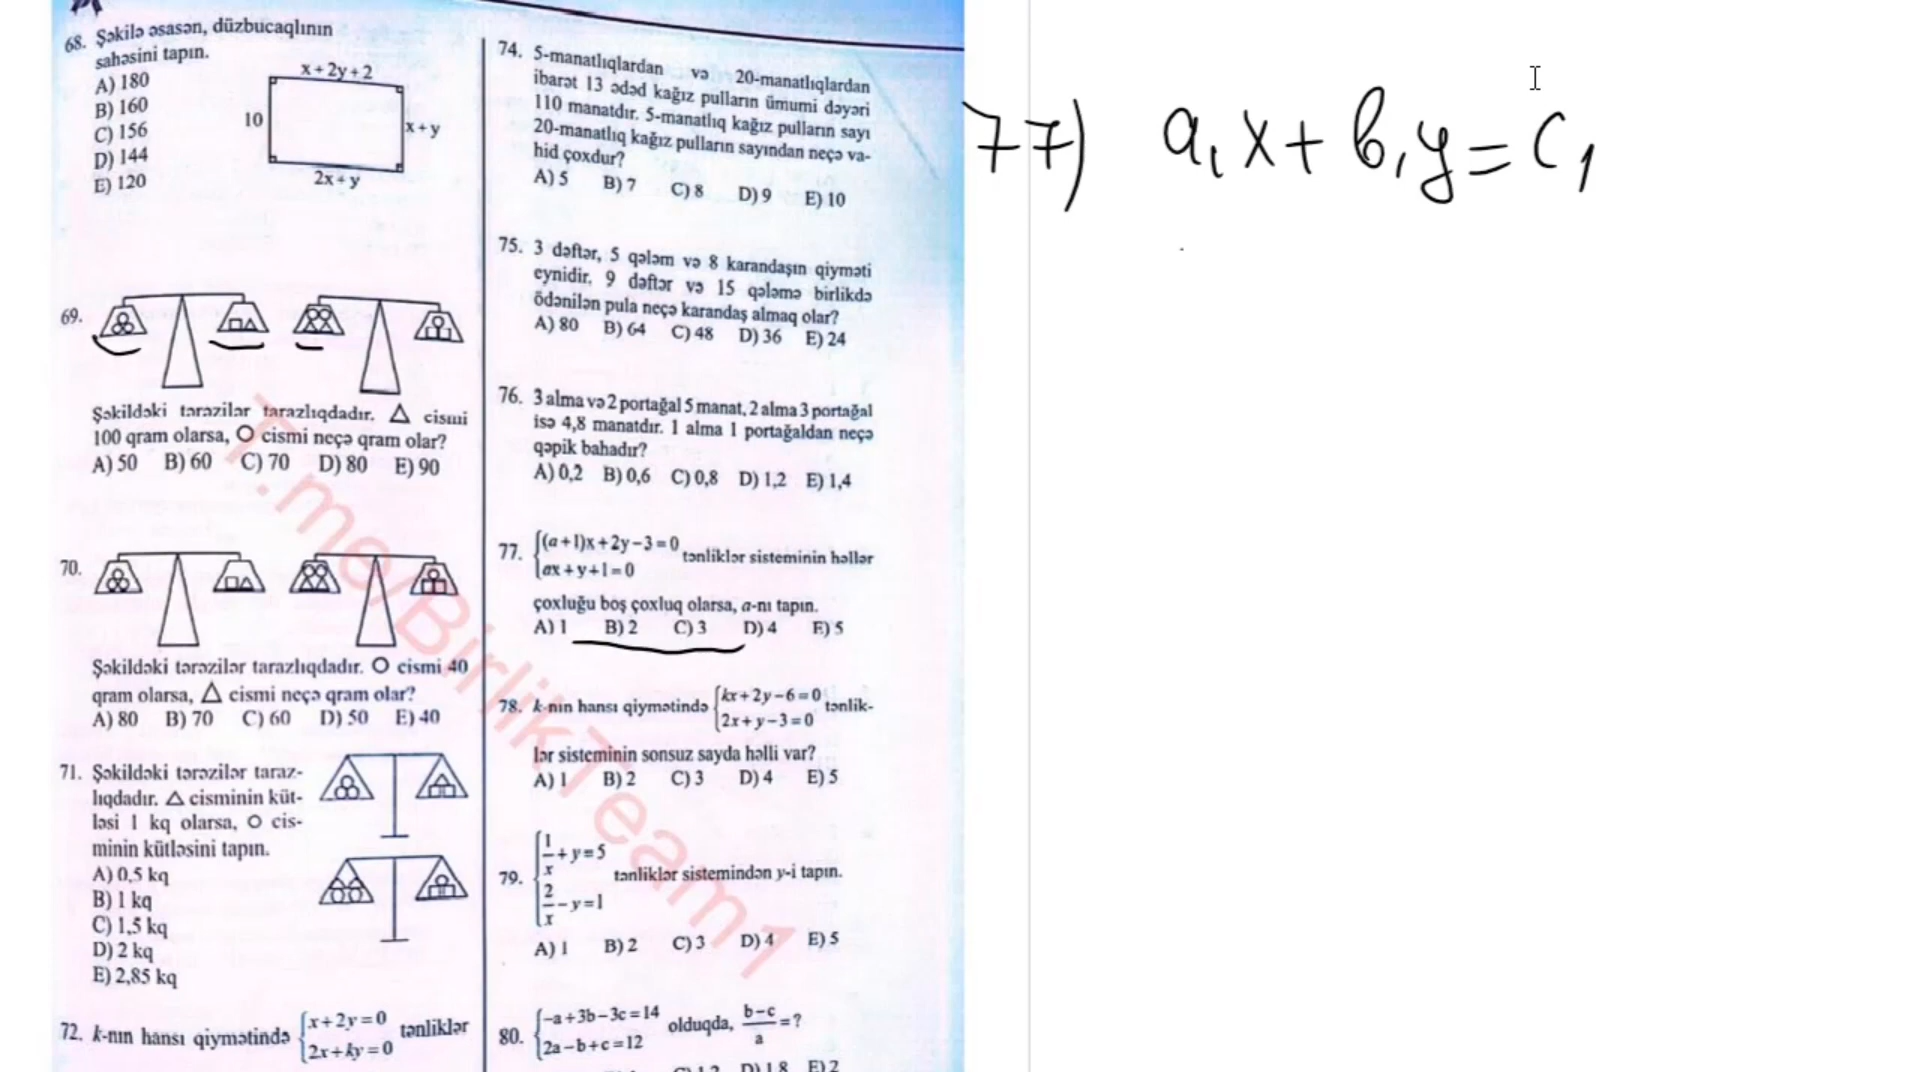 68. Şəkilə əsasən, düzbucaqlının
sahəsini tapın.
A) 180
B) 160
C) 156
D) 144
E) 120
x+2y+2
10
x+y
2x+y
69.
Şəkildəki tərəzilər tarazlıqdadır. △ cismi
100 qram olarsa, O cismi neçə qram olar?
A) 50 B) 60 C) 70 D) 80 E) 90
70.
Şəkildəki tərəzilər tarazlıqdadır. O cismi 40
qram olarsa, △ cismi neçə qram olar?
A) 80 B) 70 C) 60 D) 50 E) 40
71. Şəkildəki tərəzilər taraz-
lıqdadır. △ cisminin küt-
ləsi 1 kq olarsa, O cis-
minin kütləsini tapın.
A) 0,5 kq
B) 1 kq
C) 1,5 kq
D) 2 kq
E) 2,85 kq
72. k-nın hansı qiymətində {x+2y=0 tənliklər
2x+ky=0
74. 5-manatlıqlardan və 20-manatlıqlardan
ibarət 13 ədəd kağız pulların ümumi dəyəri
110 manatdır. 5-manatlıq kağız pulların sayı
20-manatlıq kağız pulların sayından neçə va-
hid çoxdur?
A) 5 B) 7 C) 8 D) 9 E) 10
75. 3 dəftər, 5 qələm və 8 karandaşın qiyməti
eynidir. 9 dəftər və 15 qələmə birlikdə
ödənilən pula neçə karandaş almaq olar?
A) 80 B) 64 C) 48 D) 36 E) 24
76. 3 alma və 2 portağal 5 manat, 2 alma 3 portağal
isə 4,8 manatdır. 1 alma 1 portağaldan neçə
qəpik bahadır?
A) 0,2 B) 0,6 C) 0,8 D) 1,2 E) 1,4
77. {(a+1)x+2y-3=0 tənliklər sisteminin həllər
ax+y+1=0
çoxluğu boş çoxluq olarsa, a-nı tapın.
A) 1 B) 2 C) 3 D) 4 E) 5
78. k-nin hansı qiymətində {kx+2y-6=0 tənlik-
2x+y-3=0
lər sisteminin sonsuz sayda həlli var?
A) 1 B) 2 C) 3 D) 4 E) 5
79. {1/x+y=5
2/x-y=1 tənliklər sistemindən y-i tapın.
A) 1 B) 2 C) 3 D) 4 E) 5
80. {-a+3b-3c=14
2a-b+c=12 olduqda, b-c/a=?
D) 1,8 E) 2
T.me/BirlikTeam1
77) a₁x+b₁y=c₁